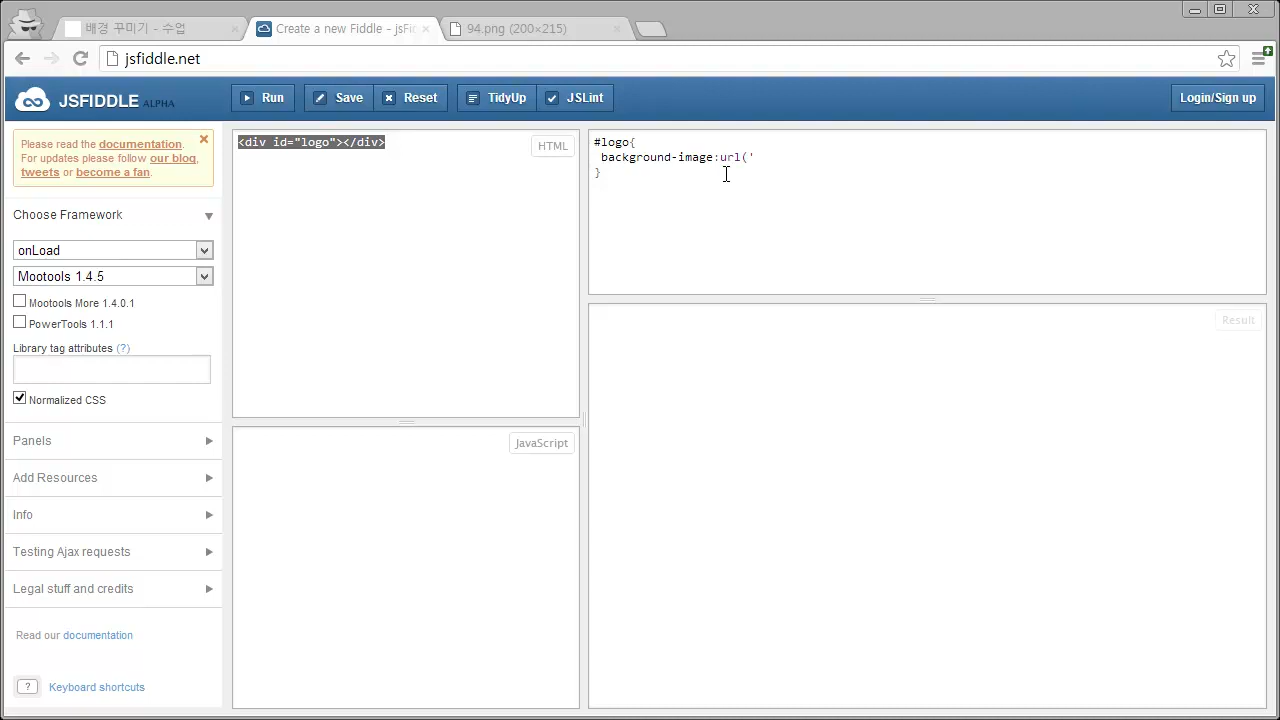 배경 꾸미기 - 수업
Create a new Fiddle - jsFid
94.png (200×215)
jsfiddle.net
JSFIDDLE ALPHA
Run
Save
Reset
TidyUp
JSLint
Login/Sign up
Please read the documentation.
For updates please follow our blog,
tweets or become a fan.
Choose Framework
onLoad
Mootools 1.4.5
Mootools More 1.4.0.1
PowerTools 1.1.1
Library tag attributes (?)
Normalized CSS
Panels
Add Resources
Info
Testing Ajax requests
Legal stuff and credits
Read our documentation
? Keyboard shortcuts
<div id="logo"></div>
HTML
JavaScript
#logo{
background-image:url('
}
Result